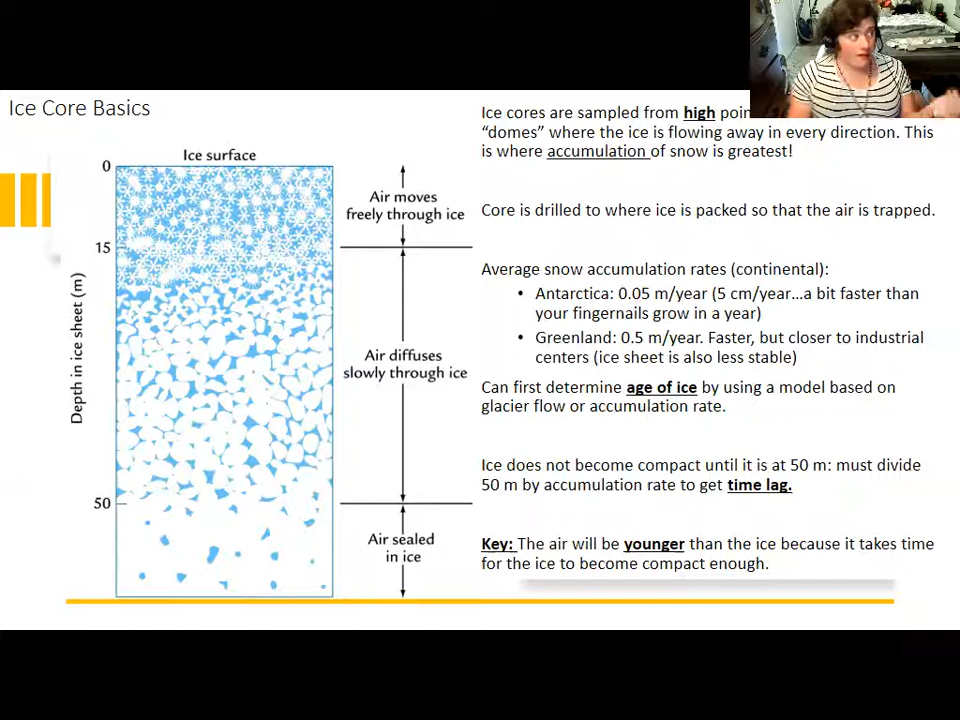 Ice Core Basics
Ice surface
0
Air moves
freely through ice
15
Depth in ice sheet (m)
Air diffuses
slowly through ice
50
Air sealed
in ice
Ice cores are sampled from high
“domes” where the ice is flowing away in every direction. This
is where accumulation of snow is greatest!
Core is drilled to where ice is packed so that the air is trapped.
Average snow accumulation rates (continental):
• Antarctica: 0.05 m/year (5 cm/year...a bit faster than
your fingernails grow in a year)
• Greenland: 0.5 m/year. Faster, but closer to industrial
centers (ice sheet is also less stable)
Can first determine age of ice by using a model based on
glacier flow or accumulation rate.
Ice does not become compact until it is at 50 m: must divide
50 m by accumulation rate to get time lag.
Key: The air will be younger than the ice because it takes time
for the ice to become compact enough.